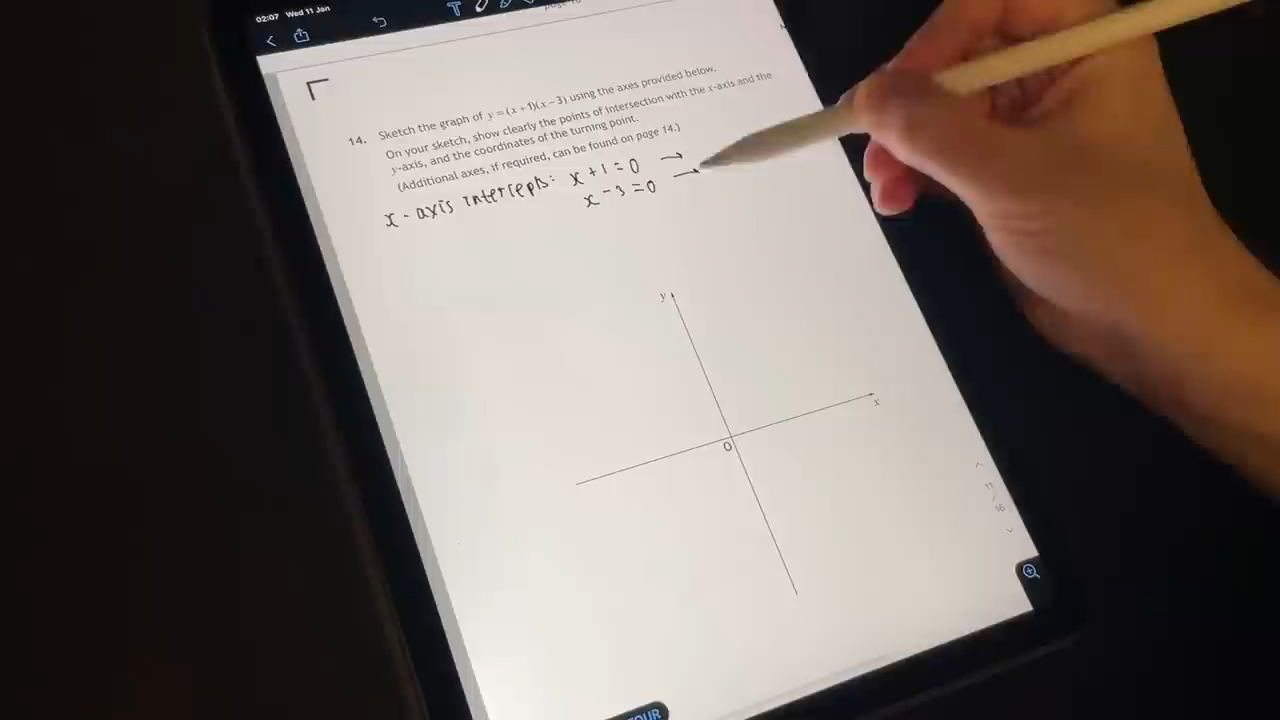 02:07 Wed 11 Jan
14. Sketch the graph of y = (x + 1)(x − 3) using the axes provided below.
On your sketch, show clearly the points of intersection with the x-axis and the
y-axis, and the coordinates of the turning point.
(Additional axes, if required, can be found on page 14.)
x - axis intercepts: x + 1 = 0 →
x - 3 = 0 →
y
x
0
11
/
16